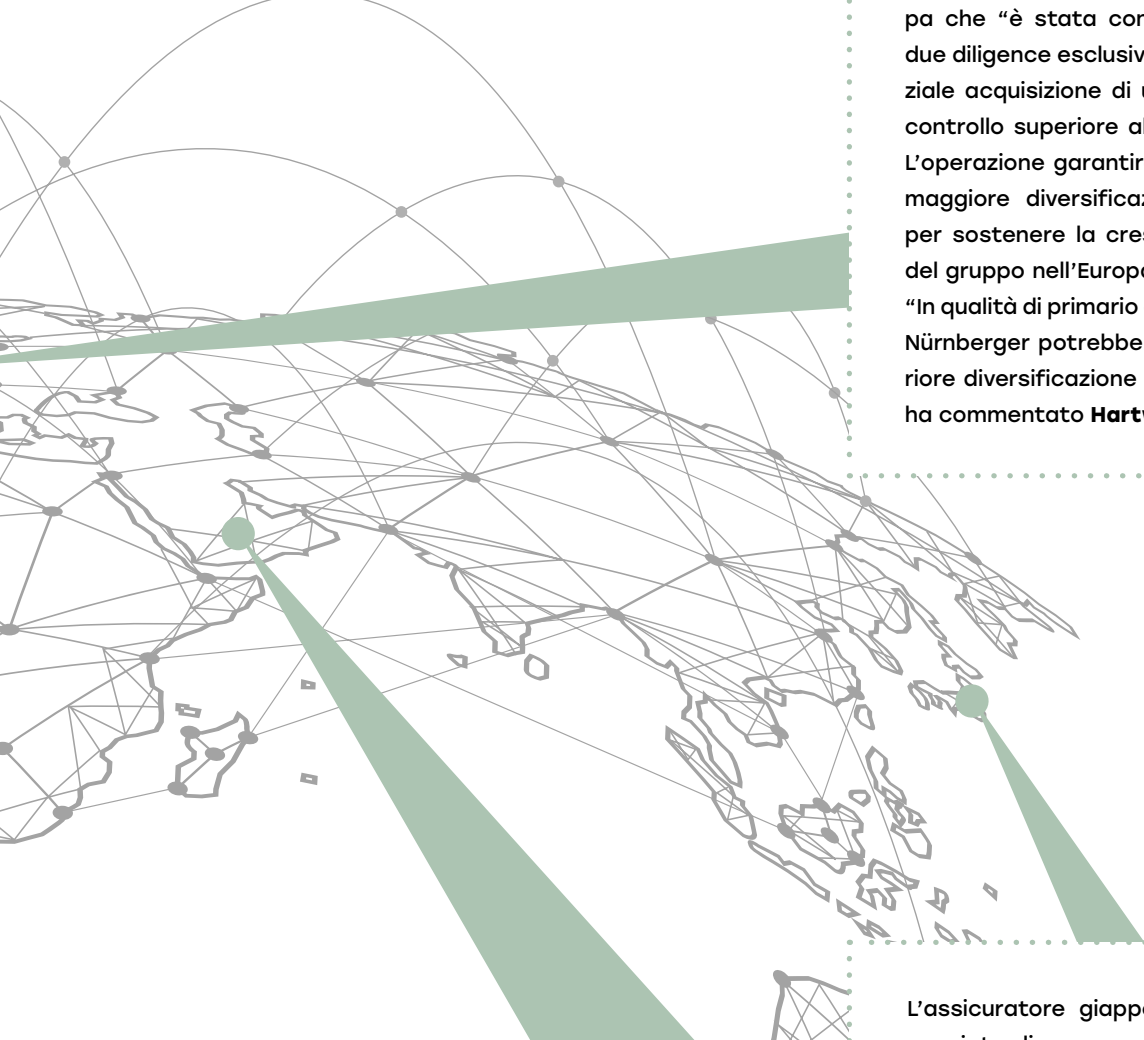 pa che “è stata con
due diligence esclusiv
ziale acquisizione di u
controllo superiore al
L’operazione garantir
maggiore diversificaz
per sostenere la cres
del gruppo nell’Europa
“In qualità di primario
Nürnberger potrebbe
riore diversificazione
ha commentato Hartw
L’assicuratore giappo